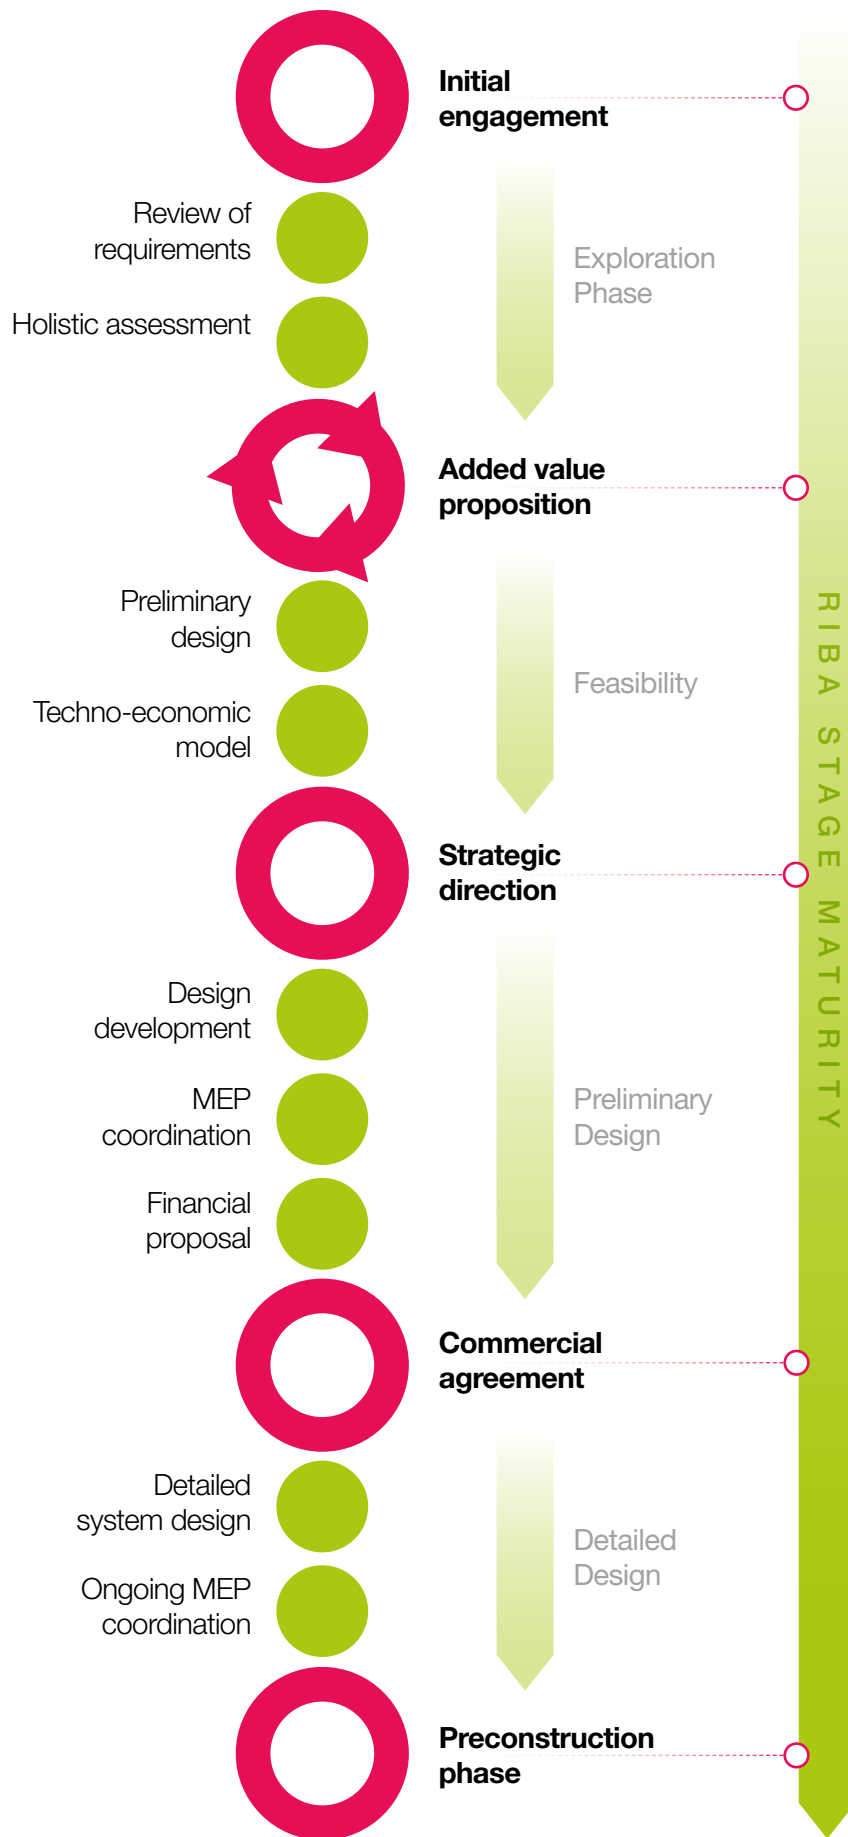 Initial
engagement
Review of
requirements
Exploration
Phase
Holistic assessment
Added value
proposition
Preliminary
design
Feasibility
Techno-economic
model
Strategic
direction
Design
development
MEP
coordination
Preliminary
Design
Financial
proposal
Commercial
agreement
Detailed
system design
Detailed
Design
Ongoing MEP
coordination
Preconstruction
phase
RIBA STAGE MATURITY